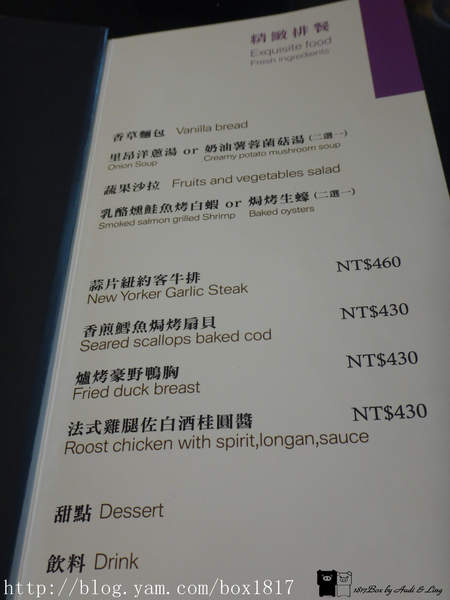 精緻排餐
Exquisite food
Fresh ingredients
香草麵包 Vanilla bread
里昂洋蔥湯 or 奶油薯蓉菌菇湯(二選一)
Onion Soup Creamy potato mushroom soup
蔬果沙拉 Fruits and vegetables salad
乳酪燻鮭魚烤白蝦 or 焗烤生蠔(二選一)
Smoked salmon grilled Shrimp Baked oysters
蒜片紐約客牛排 NT$460
New Yorker Garlic Steak
香煎鱈魚焗烤扇貝 NT$430
Seared scallops baked cod
爐烤豪野鴨胸 NT$430
Fried duck breast
法式雞腿佐白酒桂圓醬 NT$430
Roost chicken with spirit,longan,sauce
甜點 Dessert
飲料 Drink
http://blog.yam.com/box1817
1817Box by Audi & Ling